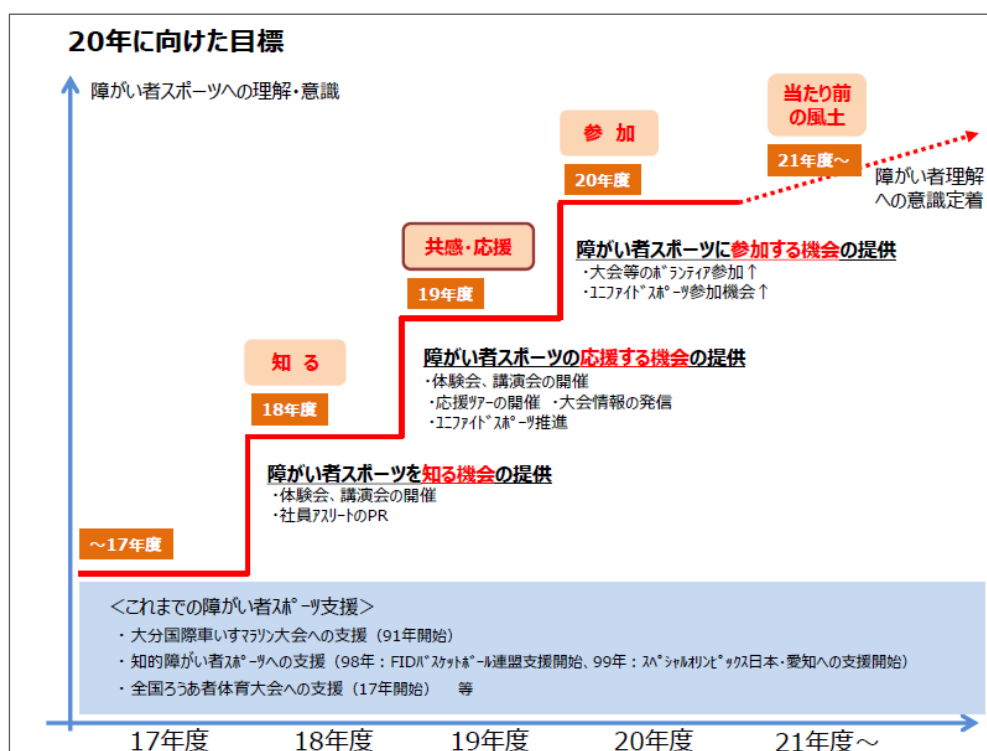 20年に向けた目標
障がい者スポーツへの理解・意識
当たり前
の風土
21年度～
障がい者理解
への意識定着
参 加
20年度
障がい者スポーツに参加する機会の提供
・大会等のﾎﾞﾗﾝﾃｨｱ参加↑
・ﾕﾆﾌｧｲﾄﾞｽﾎﾟｰﾂ参加機会↑
共感・応援
19年度
障がい者スポーツの応援する機会の提供
・体験会、講演会の開催
・応援ﾂｱｰの開催 ・大会情報の発信
・ﾕﾆﾌｧｲﾄﾞｽﾎﾟｰﾂ推進
知 る
18年度
障がい者スポーツを知る機会の提供
・体験会、講演会の開催
・社員ｱｽﾘｰﾄのPR
～17年度
＜これまでの障がい者ｽﾎﾟｰﾂ支援＞
・ 大分国際車いすﾏﾗｿﾝ大会への支援（91年開始）
・ 知的障がい者ｽﾎﾟｰﾂへの支援（98年：FIDﾊﾞｽｹｯﾄﾎﾞｰﾙ連盟支援開始、99年：ｽﾍﾟｼｬﾙｵﾘﾝﾋﾟｯｸｽ日本・愛知への支援開始）
・ 全国ろうあ者体育大会への支援（17年開始） 等
17年度 18年度 19年度 20年度 21年度～